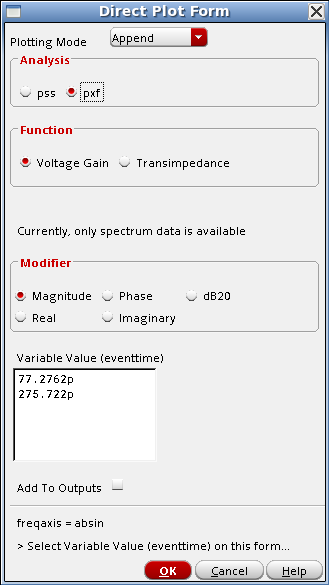 Direct Plot Form
Plotting Mode Append
Analysis
pss pxf
Function
Voltage Gain Transimpedance
Currently, only spectrum data is available
Modifier
Magnitude Phase dB20
Real Imaginary
Variable Value (eventtime)
77.2762p
275.722p
Add To Outputs
freqaxis = absin
> Select Variable Value (eventtime) on this form...
OK Cancel Help